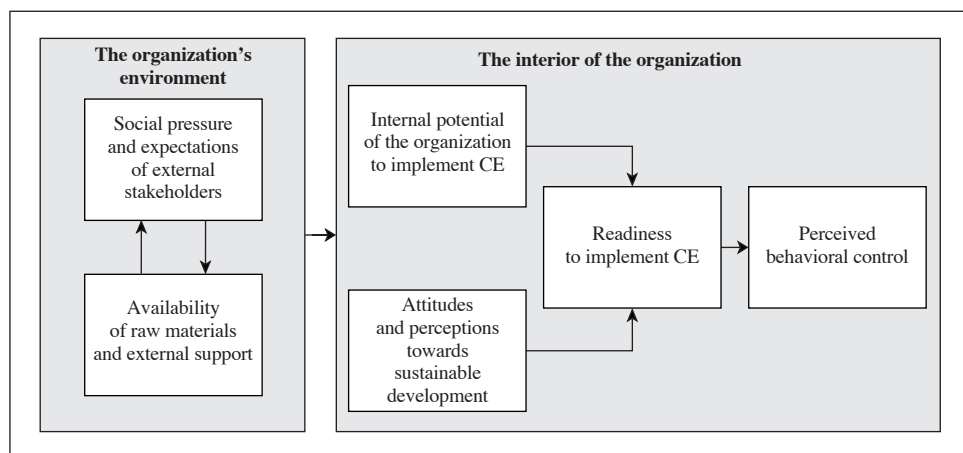 The organization’s
environment
Social pressure
and expectations
of external
stakeholders
Availability
of raw materials
and external support
The interior of the organization
Internal potential
of the organization
to implement CE
Attitudes
and perceptions
towards
sustainable
development
Readiness
to implement CE
Perceived
behavioral control